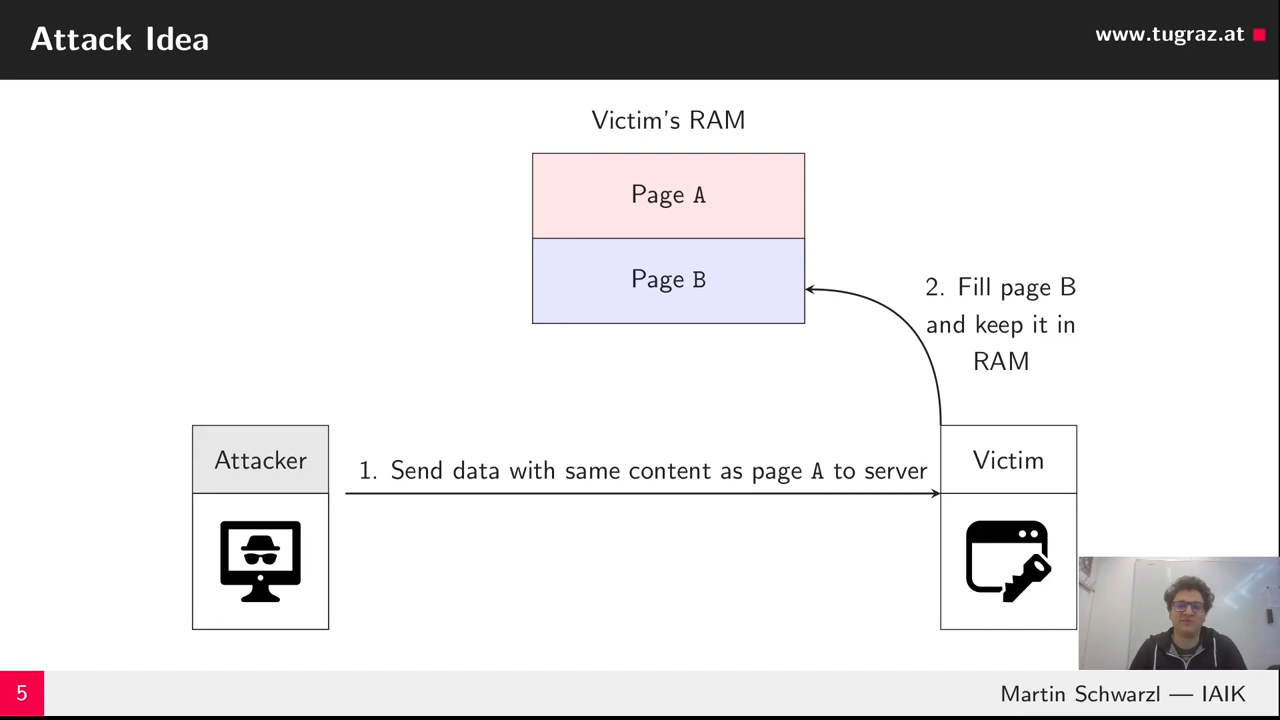 Attack Idea
www.tugraz.at
Victim's RAM
Page A
Page B
2. Fill page B
and keep it in
RAM
Attacker
1. Send data with same content as page A to server
Victim
5
Martin Schwarzl — IAIK